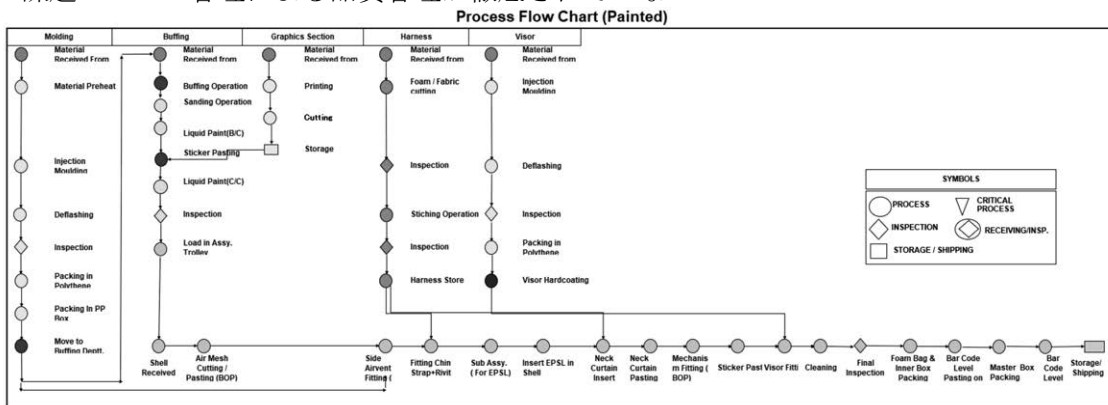 Process Flow Chart (Painted)
Molding
Buffing
Graphics Section
Harness
Visor
Material
Received From
Material Preheat
Injection
Moulding
Deflashing
Inspection
Packing in
Polythene
Packing In PP
Box
Move to
Buffing Deptt.
Material
Received from
Buffing Operation
Sanding Operation
Liquid Paint(B/C)
Sticker Pasting
Liquid Paint(C/C)
Inspection
Load in Assy.
Trolley
Material
Received from
Printing
Cutting
Storage
Material
Received from
Foam / Fabric
cutting
Inspection
Stiching Operation
Inspection
Harness Store
Material
Received from
Injection
Moulding
Deflashing
Inspection
Packing in
Polythene
Visor Hardcoating
SYMBOLS
PROCESS
CRITICAL
PROCESS
INSPECTION
RECEIVING/INSP.
STORAGE / SHIPPING
Shell
Received
Air Mesh
Cutting /
Pasting (BOP)
Side
Airvent
Fitting (
Fitting Chin
Strap+Rivit
Sub Assy.
( For EPSL)
Insert EPSL in
Shell
Neck
Curtain
Insert
Neck
Curtain
Pasting
Mechanis
m Fitting (
BOP)
Sticker Past
Visor Fitti
Cleaning
Final
Inspection
Foam Bag &
Inner Box
Packing
Bar Code
Level
Pasting on
Master Box
Packing
Bar
Code
Level
Storage/
Shipping